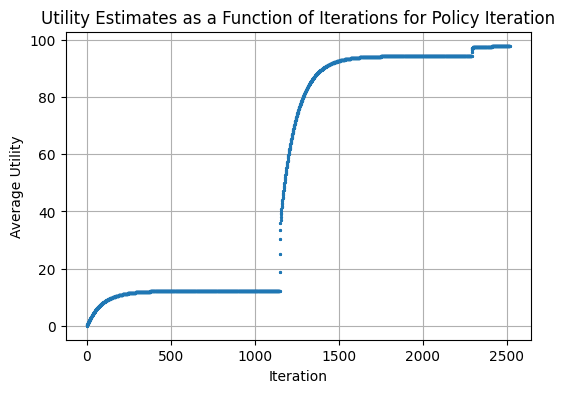 Utility Estimates as a Function of Iterations for Policy Iteration
100
80
60
40
20
0
Average Utility
0 500 1000 1500 2000 2500
Iteration